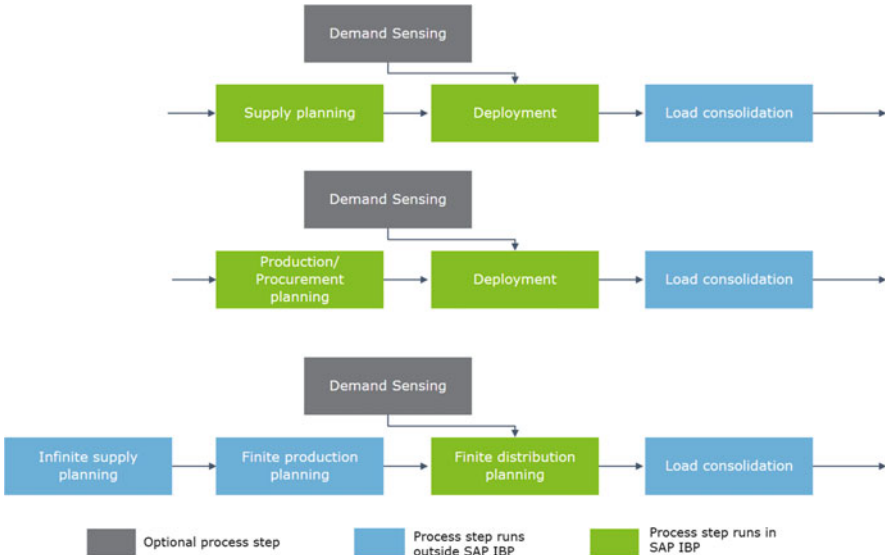 Demand Sensing
Supply planning
Deployment
Load consolidation
Demand Sensing
Production/
Procurement
planning
Deployment
Load consolidation
Demand Sensing
Infinite supply
planning
Finite production
planning
Finite distribution
planning
Load consolidation
Optional process step
Process step runs
outside SAP IBP
Process step runs in
SAP IBP